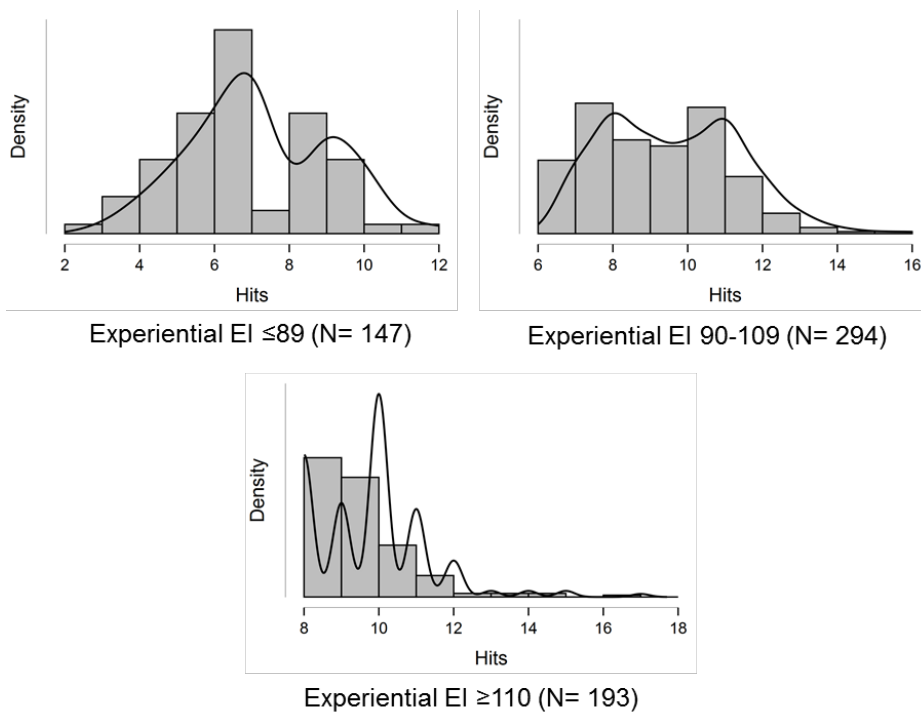 Density
2 4 6 8 10 12
Hits
Experiential EI ≤89 (N= 147)
Density
6 8 10 12 14 16
Hits
Experiential EI 90-109 (N= 294)
Density
8 10 12 14 16 18
Hits
Experiential EI ≥110 (N= 193)